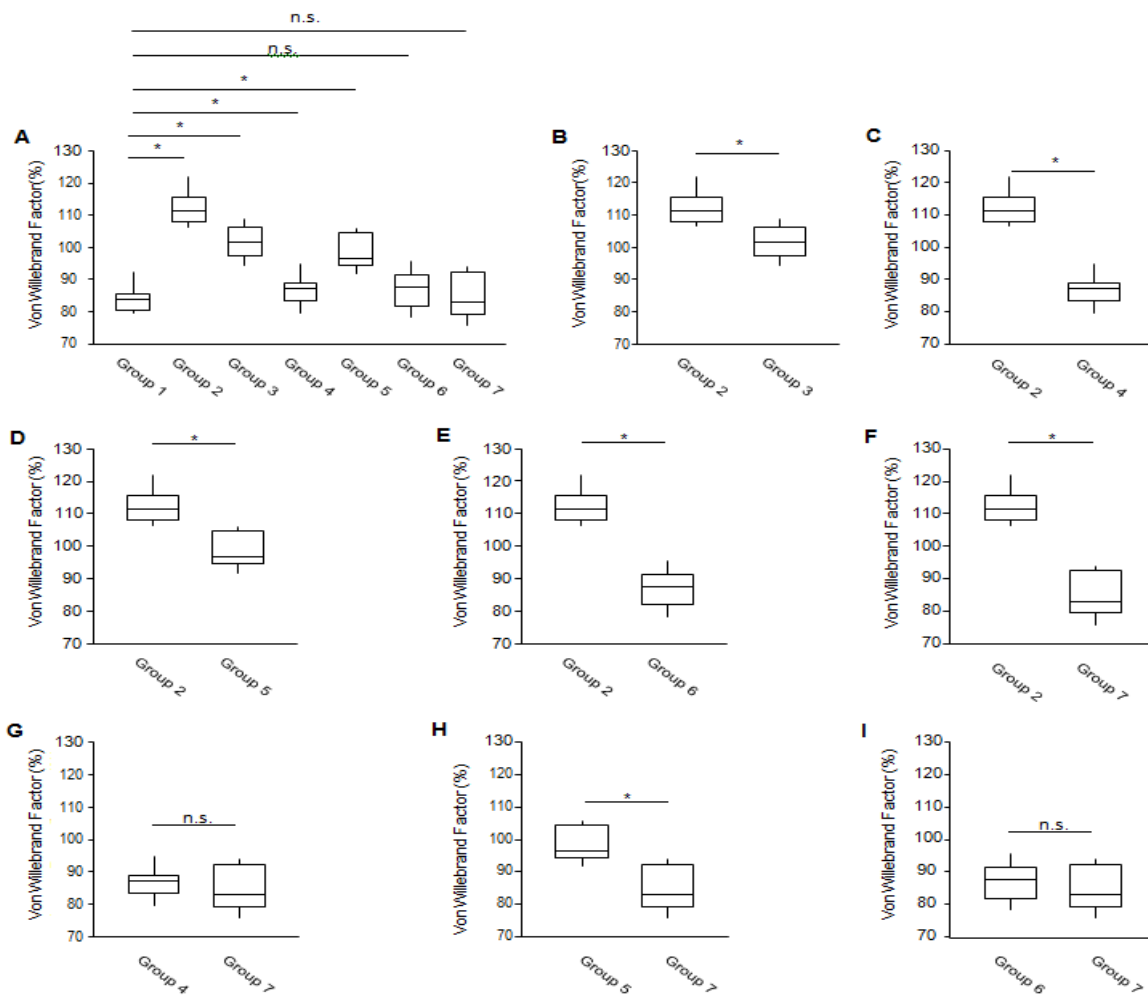 n.s.
n.s.
*
*
*
*
A
Von Willebrand Factor(%)
130
120
110
100
90
80
70
Group 1
Group 2
Group 3
Group 4
Group 5
Group 6
Group 7
B
*
Von Willebrand Factor (%)
130
120
110
100
90
80
70
Group 2
Group 3
C
*
Von Willebrand Factor (%)
130
120
110
100
90
80
70
Group 2
Group 4
D
*
Von Willebrand Factor (%)
130
120
110
100
90
80
70
Group 2
Group 5
E
*
Von Willebrand Factor (%)
130
120
110
100
90
80
70
Group 2
Group 6
F
*
Von Willebrand Factor (%)
130
120
110
100
90
80
70
Group 2
Group 7
G
n.s.
Von Willebrand Factor (%)
130
120
110
100
90
80
70
Group 4
Group 7
H
*
Von Willebrand Factor (%)
130
120
110
100
90
80
70
Group 5
Group 7
I
n.s.
Von Willebrand Factor (%)
130
120
110
100
90
80
70
Group 6
Group 7